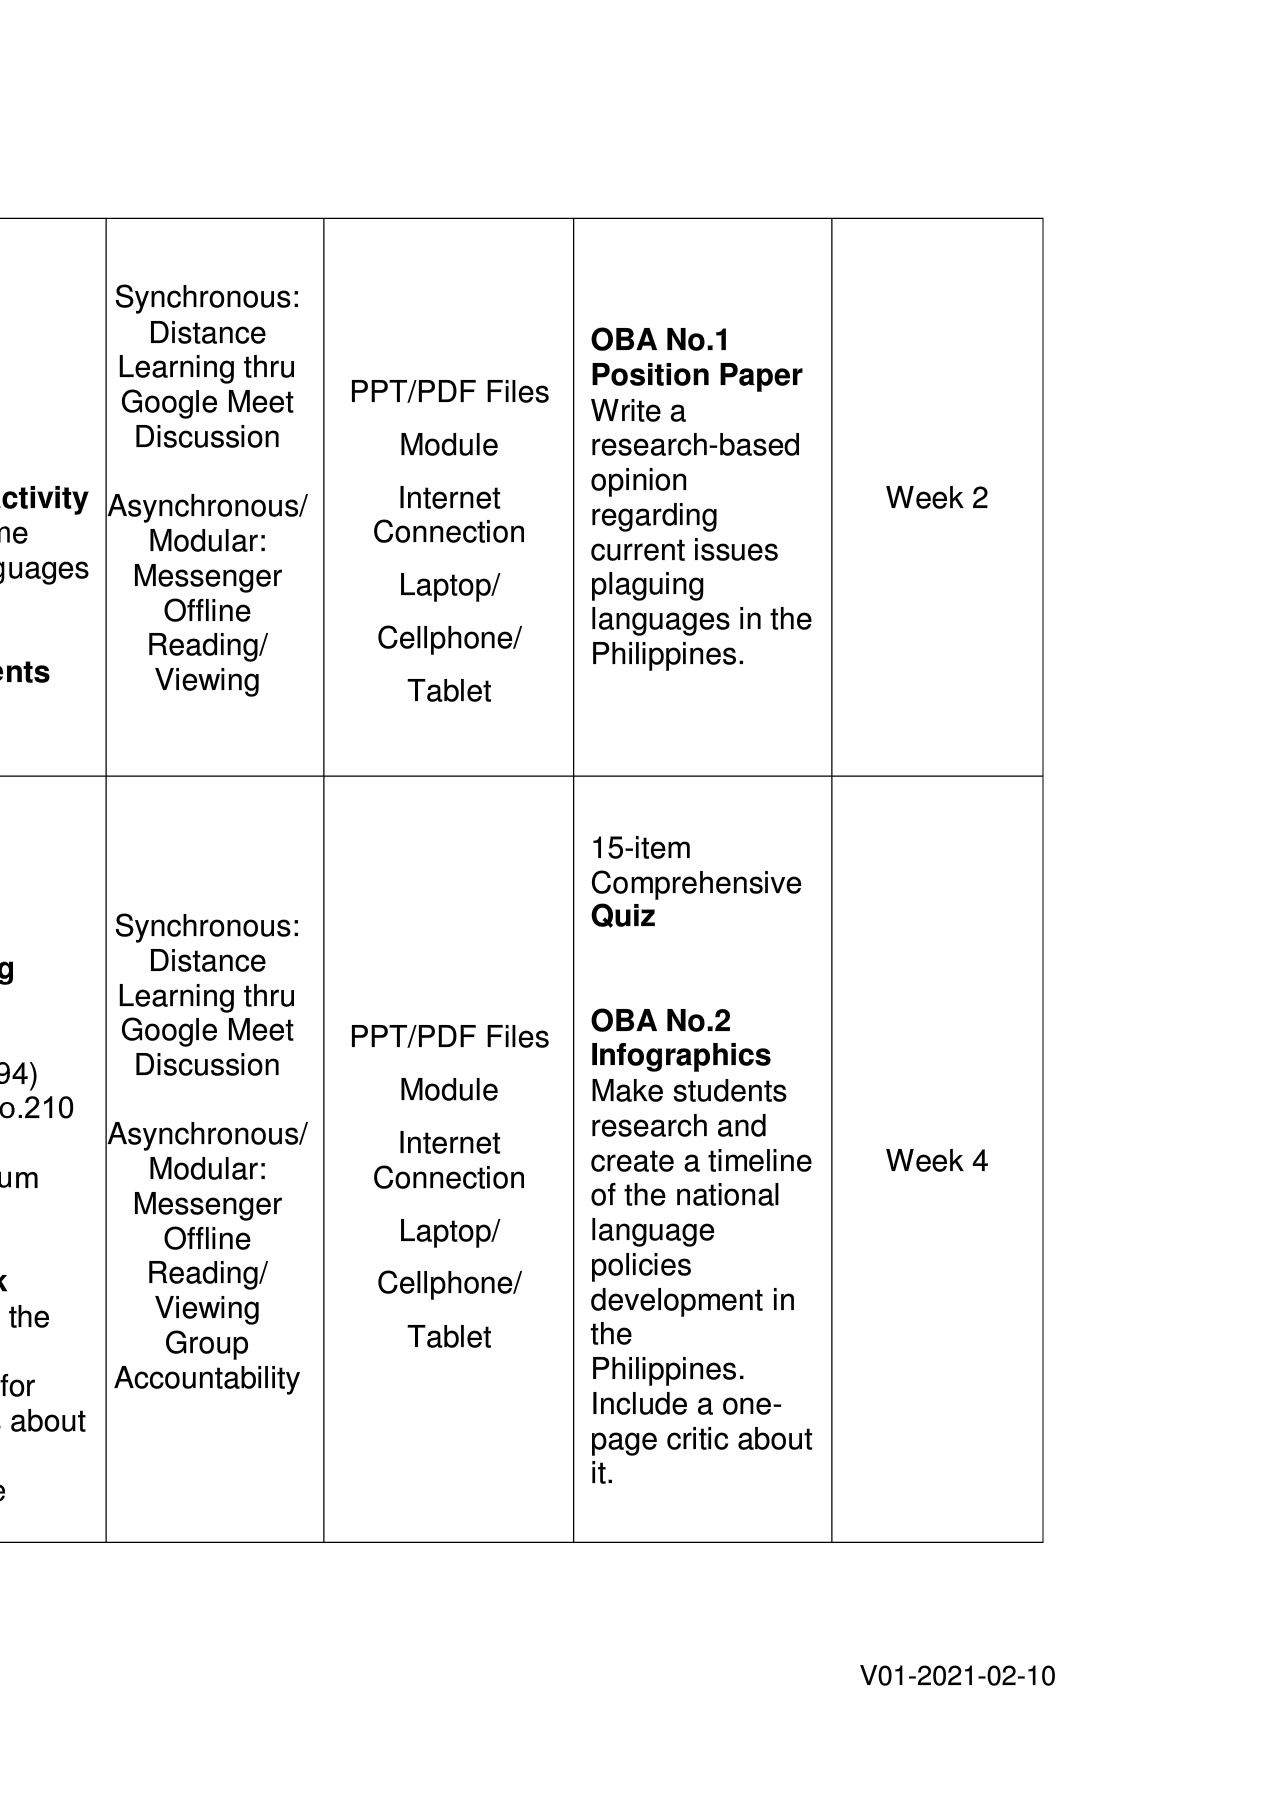 ctivity
me
guages
ents
Synchronous:
Distance
Learning thru
Google Meet
Discussion
Asynchronous/
Modular:
Messenger
Offline
Reading/
Viewing
PPT/PDF Files
Module
Internet
Connection
Laptop/
Cellphone/
Tablet
OBA No.1
Position Paper
Write a
research-based
opinion
regarding
current issues
plaguing
languages in the
Philippines.
Week 2
g
94)
o.210
um
k
the
for
about
e
Synchronous:
Distance
Learning thru
Google Meet
Discussion
Asynchronous/
Modular:
Messenger
Offline
Reading/
Viewing
Group
Accountability
PPT/PDF Files
Module
Internet
Connection
Laptop/
Cellphone/
Tablet
15-item
Comprehensive
Quiz
OBA No.2
Infographics
Make students
research and
create a timeline
of the national
language
policies
development in
the
Philippines.
Include a one-
page critic about
it.
Week 4
V01-2021-02-10